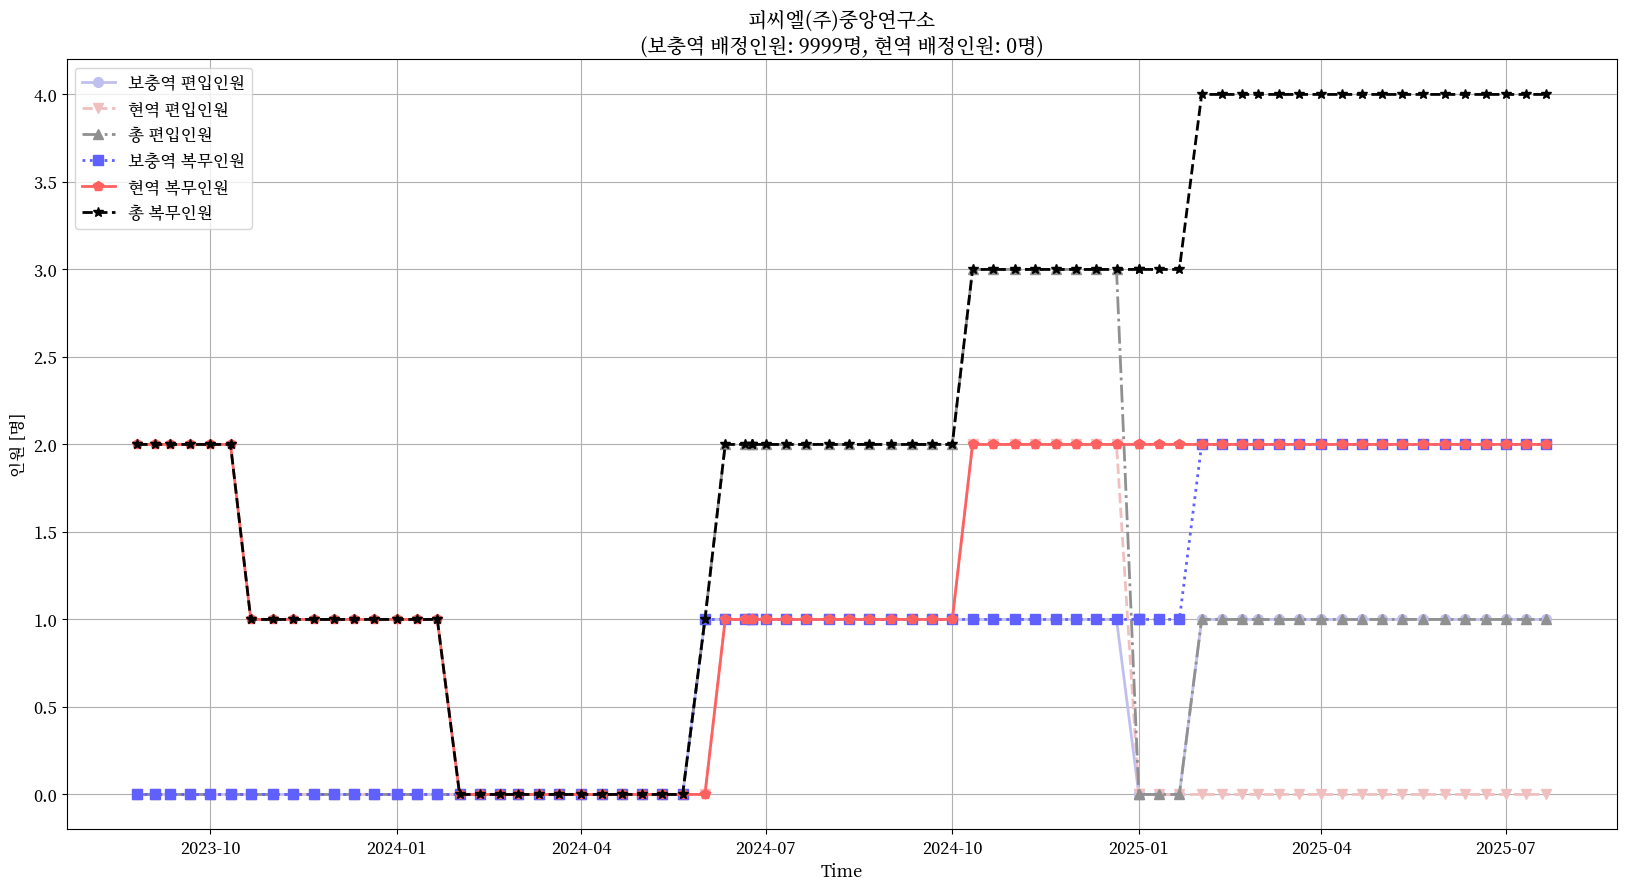 피씨엘(주)중앙연구소
(보충역 배정인원: 9999명, 현역 배정인원: 0명)
보충역 편입인원
현역 편입인원
총 편입인원
보충역 복무인원
현역 복무인원
총 복무인원
인원 [명]
4.0
3.5
3.0
2.5
2.0
1.5
1.0
0.5
0.0
2023-10
2024-01
2024-04
2024-07
2024-10
2025-01
2025-04
2025-07
Time